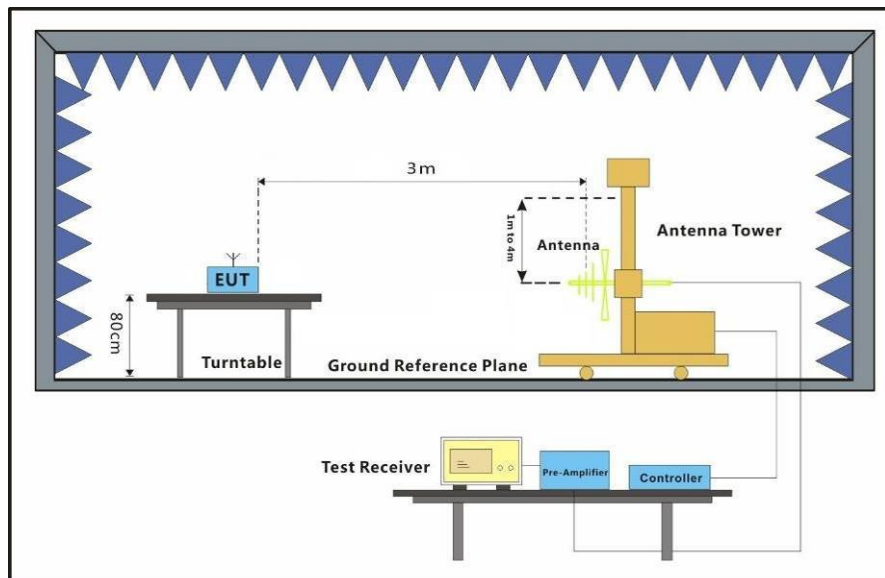 3m
1m to 4m
Antenna
Antenna Tower
EUT
80cm
Turntable
Ground Reference Plane
Test Receiver
Pre-Amplifier
Controller